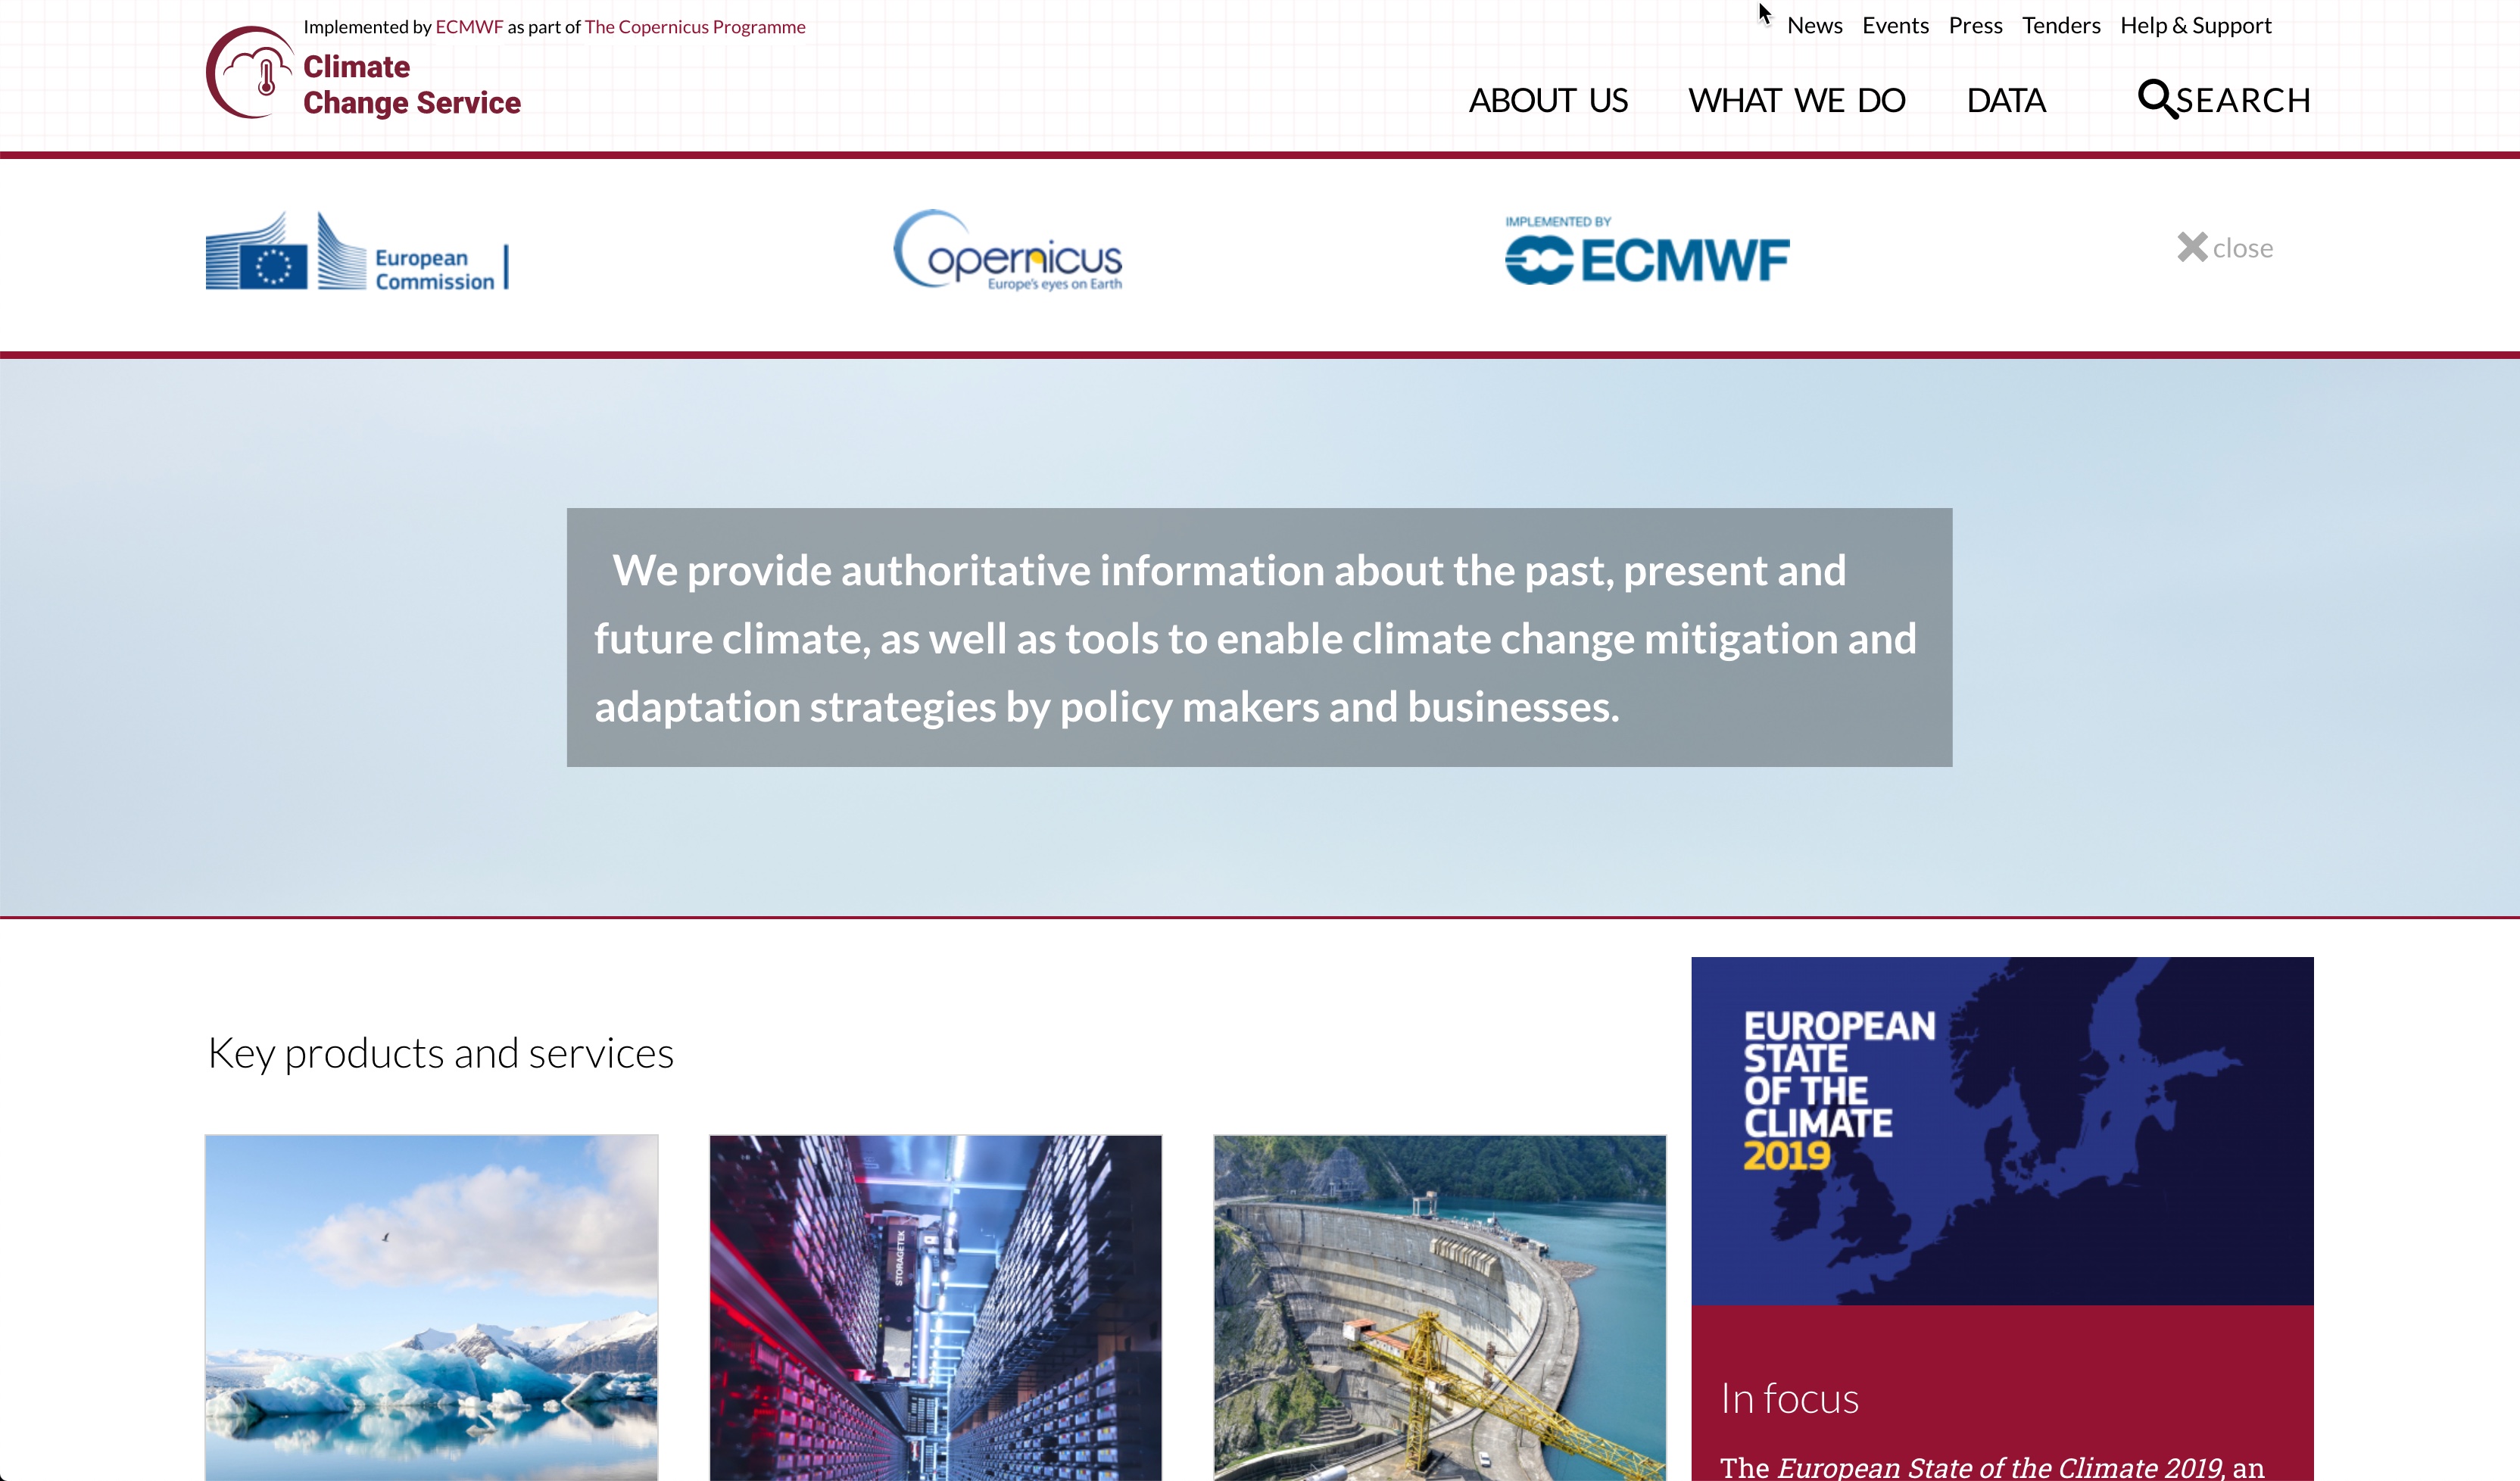 Implemented by ECMWF as part of The Copernicus Programme
Climate
Change Service
News Events Press Tenders Help & Support
ABOUT US WHAT WE DO DATA SEARCH
European
Commission
opernicus
Europe's eyes on Earth
IMPLEMENTED BY
ECMWF
close
We provide authoritative information about the past, present and
future climate, as well as tools to enable climate change mitigation and
adaptation strategies by policy makers and businesses.
Key products and services
STORAGETEK
EUROPEAN
STATE
OF THE
CLIMATE
2019
In focus
The European State of the Climate 2019, an